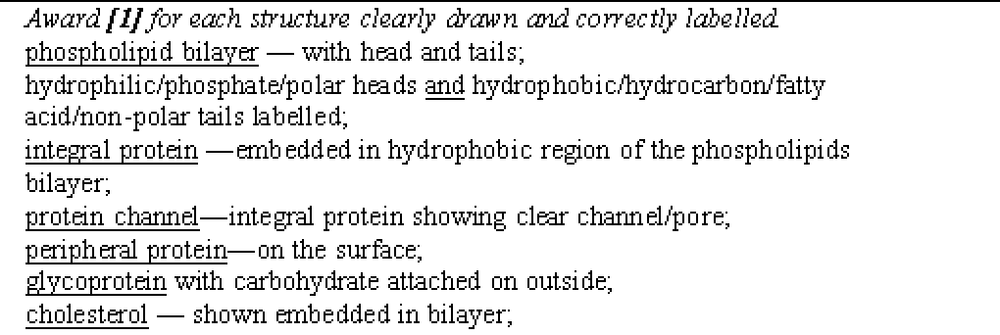 Award [1] for each structure clearly drawn and correctly labelled.
phospholipid bilayer — with head and tails;
hydrophilic/phosphate/polar heads and hydrophobic/hydrocarbon/fatty
acid/non-polar tails labelled;
integral protein —embedded in hydrophobic region of the phospholipids
bilayer;
protein channel—integral protein showing clear channel/pore;
peripheral protein—on the surface;
glycoprotein with carbohydrate attached on outside;
cholesterol — shown embedded in bilayer;